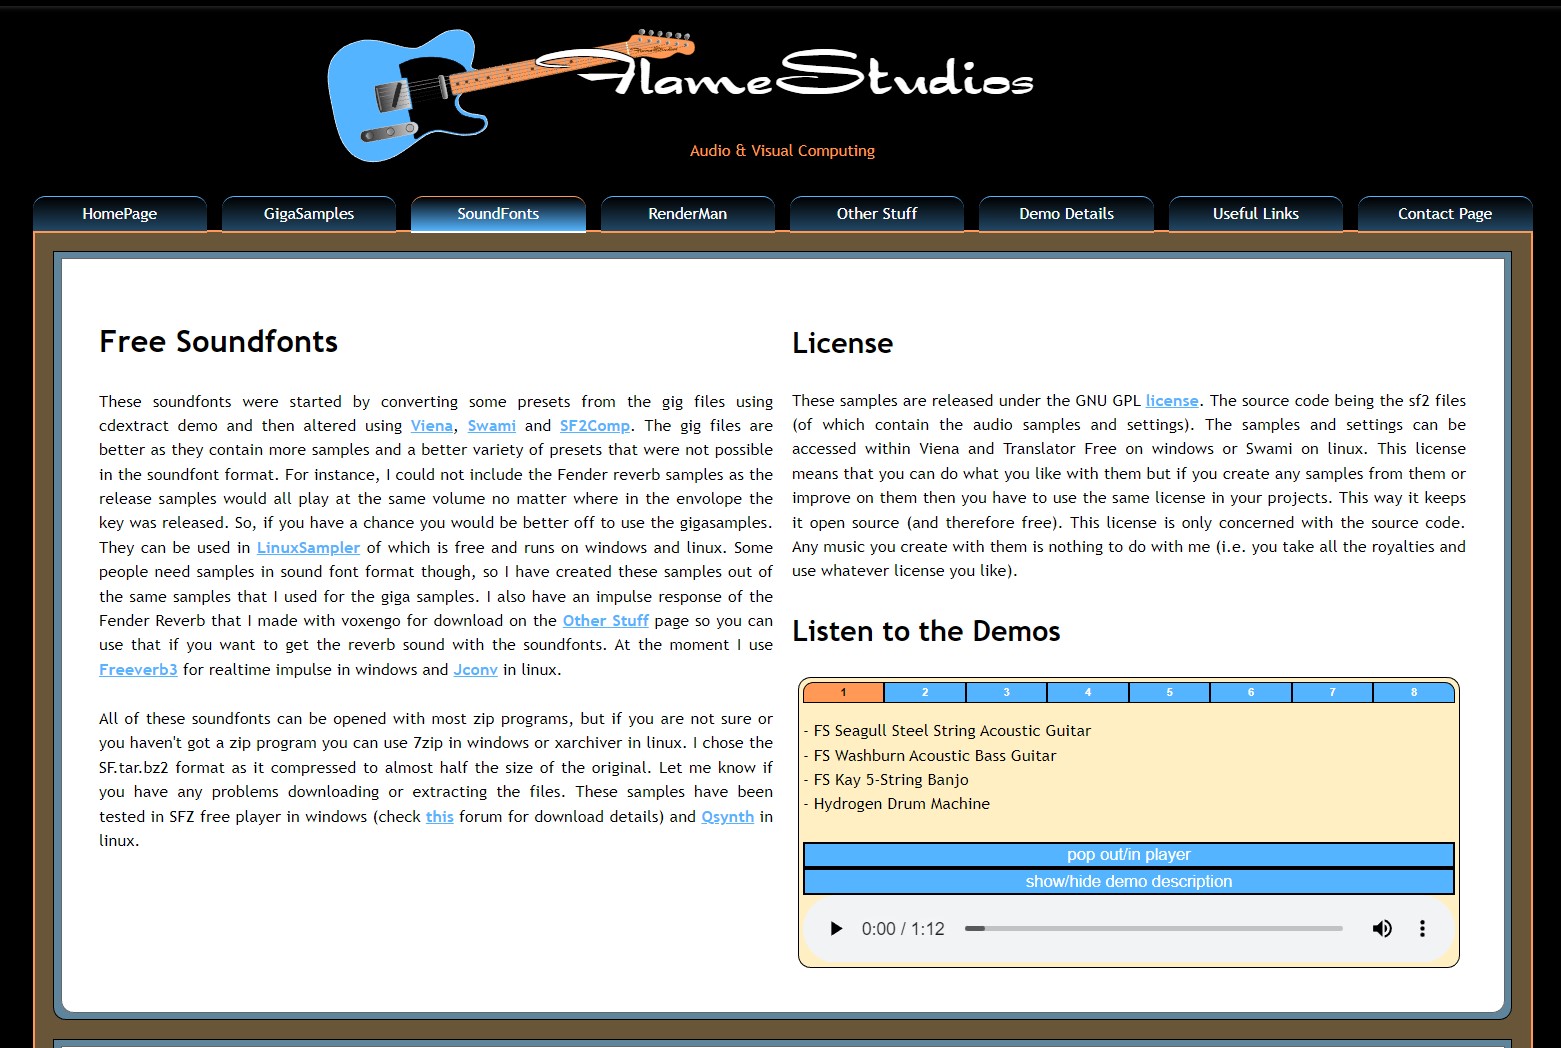 FlameStudios
Audio & Visual Computing
HomePage
GigaSamples
SoundFonts
RenderMan
Other Stuff
Demo Details
Useful Links
Contact Page
Free Soundfonts
These soundfonts were started by converting some presets from the gig files using
cdextract demo and then altered using Viena, Swami and SF2Comp. The gig files are
better as they contain more samples and a better variety of presets that were not possible
in the soundfont format. For instance, I could not include the Fender reverb samples as the
release samples would all play at the same volume no matter where in the envolope the
key was released. So, if you have a chance you would be better off to use the gigasamples.
They can be used in LinuxSampler of which is free and runs on windows and linux. Some
people need samples in sound font format though, so I have created these samples out of
the same samples that I used for the giga samples. I also have an impulse response of the
Fender Reverb that I made with voxengo for download on the Other Stuff page so you can
use that if you want to get the reverb sound with the soundfonts. At the moment I use
Freeverb3 for realtime impulse in windows and Jconv in linux.
All of these soundfonts can be opened with most zip programs, but if you are not sure or
you haven't got a zip program you can use 7zip in windows or xarchiver in linux. I chose the
SF.tar.bz2 format as it compressed to almost half the size of the original. Let me know if
you have any problems downloading or extracting the files. These samples have been
tested in SFZ free player in windows (check this forum for download details) and Qsynth in
linux.
License
These samples are released under the GNU GPL license. The source code being the sf2 files
(of which contain the audio samples and settings). The samples and settings can be
accessed within Viena and Translator Free on windows or Swami on linux. This license
means that you can do what you like with them but if you create any samples from them or
improve on them then you have to use the same license in your projects. This way it keeps
it open source (and therefore free). This license is only concerned with the source code.
Any music you create with them is nothing to do with me (i.e. you take all the royalties and
use whatever license you like).
Listen to the Demos
1 2 3 4 5 6 7 8
- FS Seagull Steel String Acoustic Guitar
- FS Washburn Acoustic Bass Guitar
- FS Kay 5-String Banjo
- Hydrogen Drum Machine
pop out/in player
show/hide demo description
0:00 / 1:12